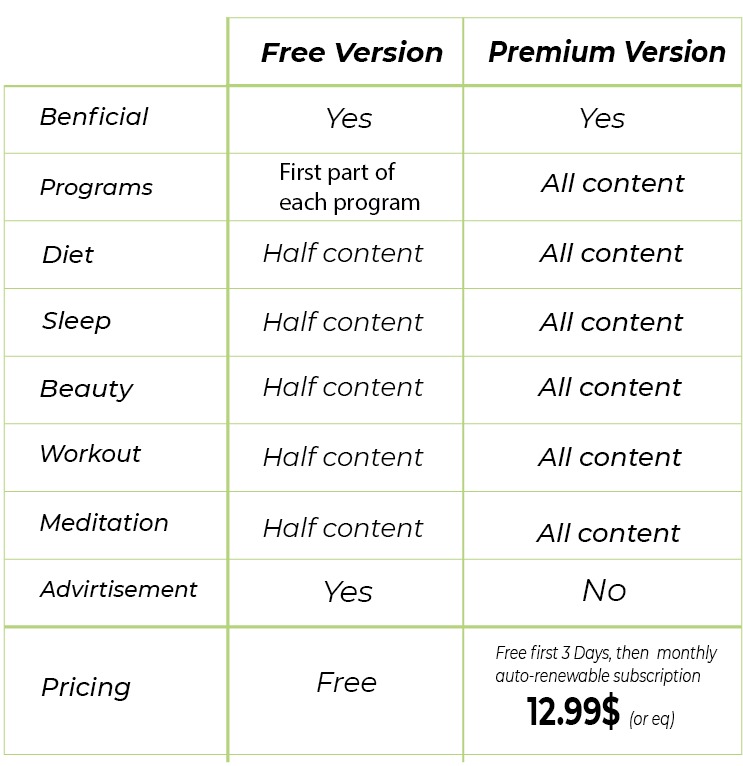 Free Version Premium Version
Benficial Yes Yes
Programs First part of
each program All content
Diet Half content All content
Sleep Half content All content
Beauty Half content All content
Workout Half content All content
Meditation Half content All content
Advirtisement Yes No
Pricing Free Free first 3 Days, then monthly
auto-renewable subscription
12.99$ (or eq)